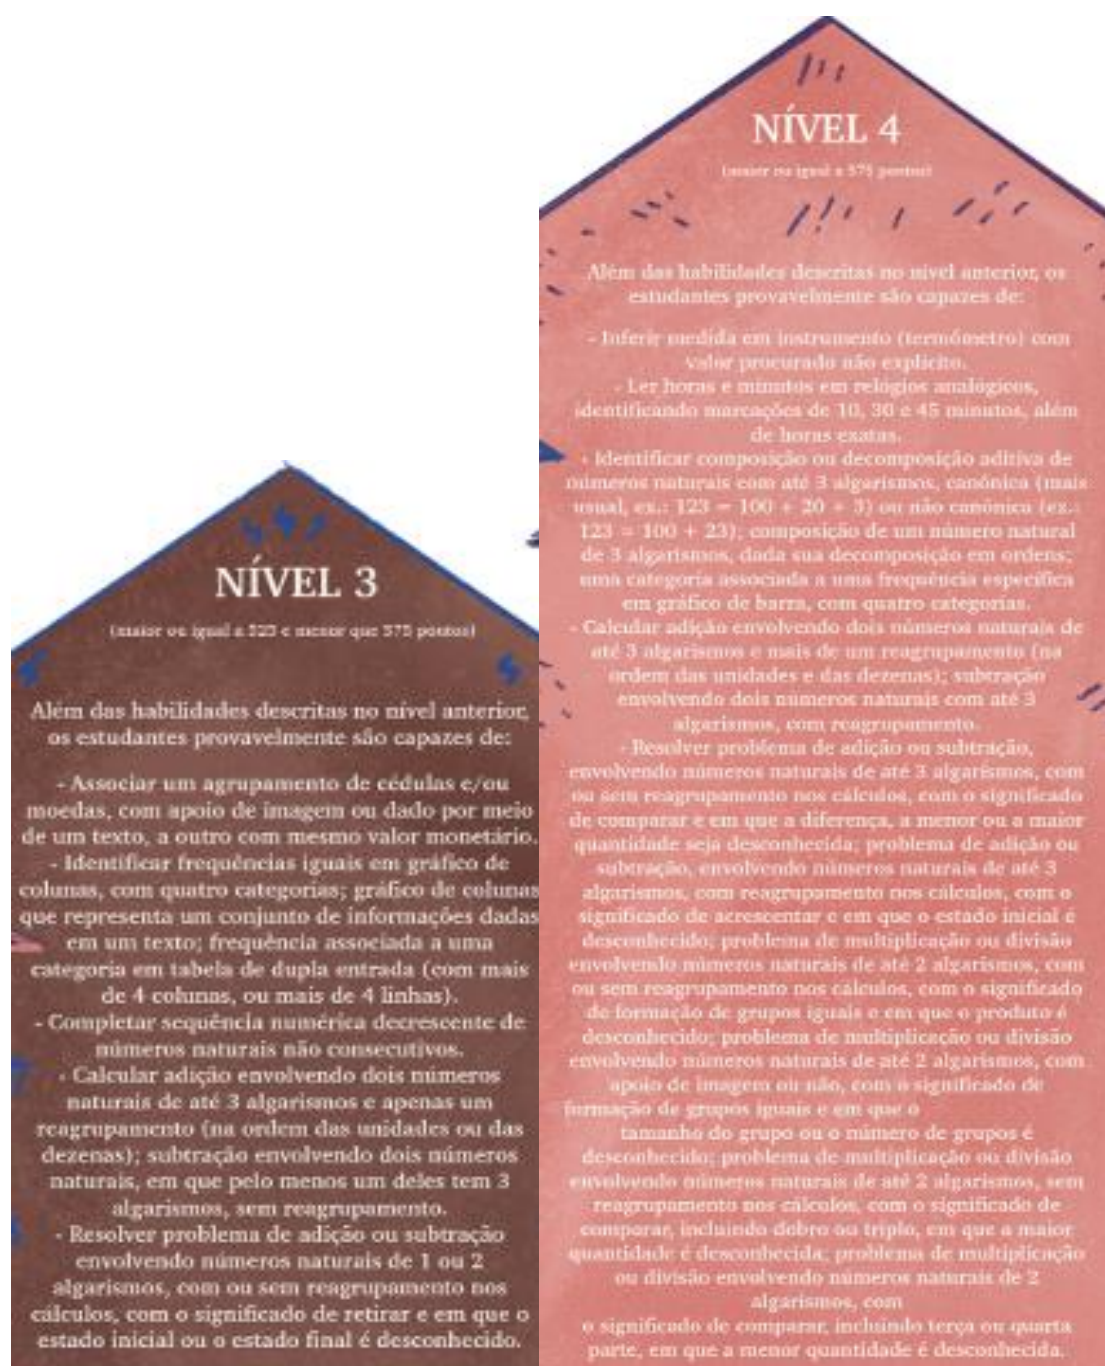 NÍVEL 3
(maior ou igual a 525 e menor que 575 pontos)
Além das habilidades descritas no nível anterior,
os estudantes provavelmente são capazes de:
- Associar um agrupamento de cédulas e/ou
moedas, com apoio de imagem ou dado por meio
de um texto, a outro com mesmo valor monetário.
- Identificar frequências iguais em gráfico de
colunas, com quatro categorias; gráfico de colunas
que representa um conjunto de informações dadas
em um texto; frequência associada a uma
categoria em tabela de dupla entrada (com mais
de 4 colunas, ou mais de 4 linhas).
- Completar sequência numérica decrescente de
números naturais não consecutivos.
- Calcular adição envolvendo dois números
naturais de até 3 algarismos e apenas um
reagrupamento (na ordem das unidades ou das
dezenas); subtração envolvendo dois números
naturais, em que pelo menos um deles tem 3
algarismos, sem reagrupamento.
- Resolver problema de adição ou subtração
envolvendo números naturais de 1 ou 2
algarismos, com ou sem reagrupamento nos
cálculos, com o significado de retirar e em que o
estado inicial ou o estado final é desconhecido.
NÍVEL 4
(maior ou igual a 575 pontos)
Além das habilidades descritas no nível anterior, os
estudantes provavelmente são capazes de:
- Inferir medida em instrumento (termômetro) com
valor procurado não explícito.
- Ler horas e minutos em relógios analógicos,
identificando marcações de 10, 30 e 45 minutos, além
de horas exatas.
- Identificar composição ou decomposição aditiva de
números naturais com até 3 algarismos, canônica (mais
usual, ex.: 123 = 100 + 20 + 3) ou não canônica (ex.:
123 = 100 + 23); composição de um número natural
de 3 algarismos, dada sua decomposição em ordens;
uma categoria associada a uma frequência específica
em gráfico de barra, com quatro categorias.
- Calcular adição envolvendo dois números naturais de
até 3 algarismos e mais de um reagrupamento (na
ordem das unidades e das dezenas); subtração
envolvendo dois números naturais com até 3
algarismos, com reagrupamento.
- Resolver problema de adição ou subtração,
envolvendo números naturais de até 3 algarismos, com
ou sem reagrupamento nos cálculos, com o significado
de comparar e em que a diferença, a menor ou a maior
quantidade seja desconhecida; problema de adição ou
subtração, envolvendo números naturais de até 3
algarismos, com reagrupamento nos cálculos, com o
significado de acrescentar e em que o estado inicial é
desconhecido; problema de multiplicação ou divisão
envolvendo números naturais de até 2 algarismos, com
ou sem reagrupamento nos cálculos, com o significado
de formação de grupos iguais e em que o produto é
desconhecido; problema de multiplicação ou divisão
envolvendo números naturais de até 2 algarismos, com
apoio de imagem ou não, com o significado de
formação de grupos iguais e em que o
tamanho do grupo ou o número de grupos é
desconhecido; problema de multiplicação ou divisão
envolvendo números naturais de até 2 algarismos, sem
reagrupamento nos cálculos, com o significado de
comparar, incluindo dobro ou triplo, em que a maior
quantidade é desconhecida; problema de multiplicação
ou divisão envolvendo números naturais de 2
algarismos, com
o significado de comparar, incluindo terça ou quarta
parte, em que a menor quantidade é desconhecida.